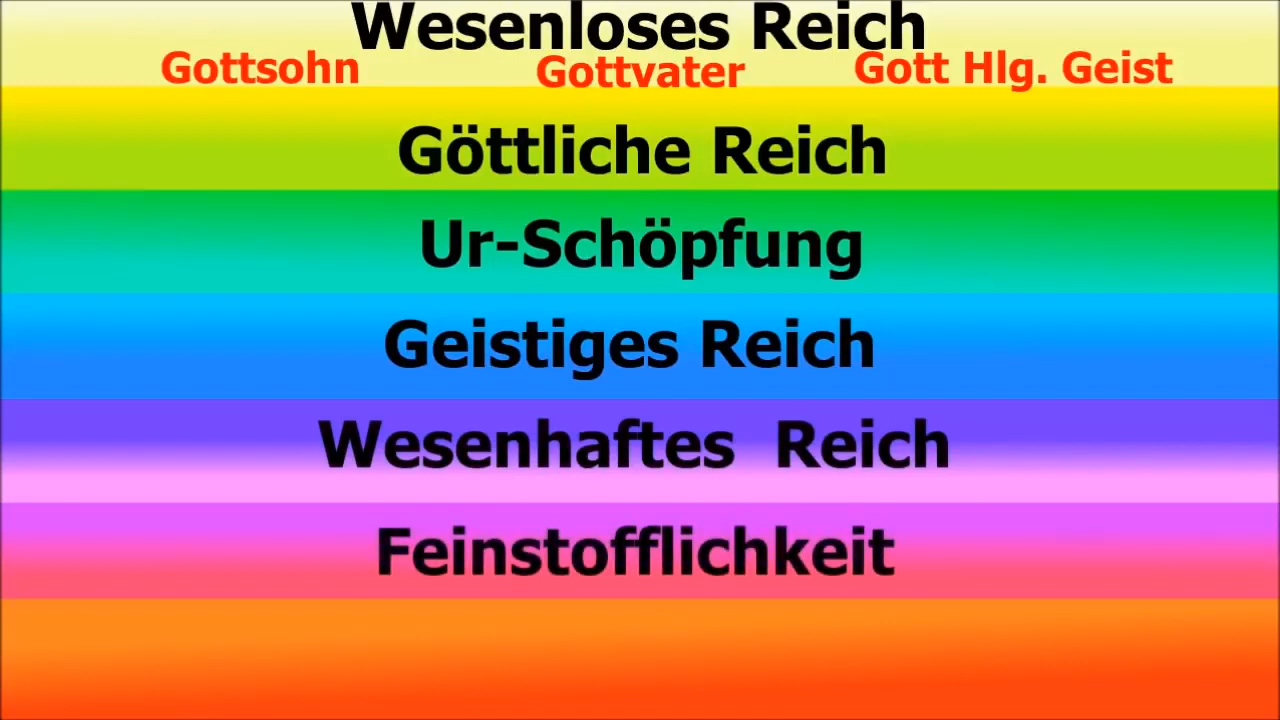 Wesenloses Reich
Gottsohn Gottvater Gott Hlg. Geist
Göttliche Reich
Ur-Schöpfung
Geistiges Reich
Wesenhaftes Reich
Feinstofflichkeit